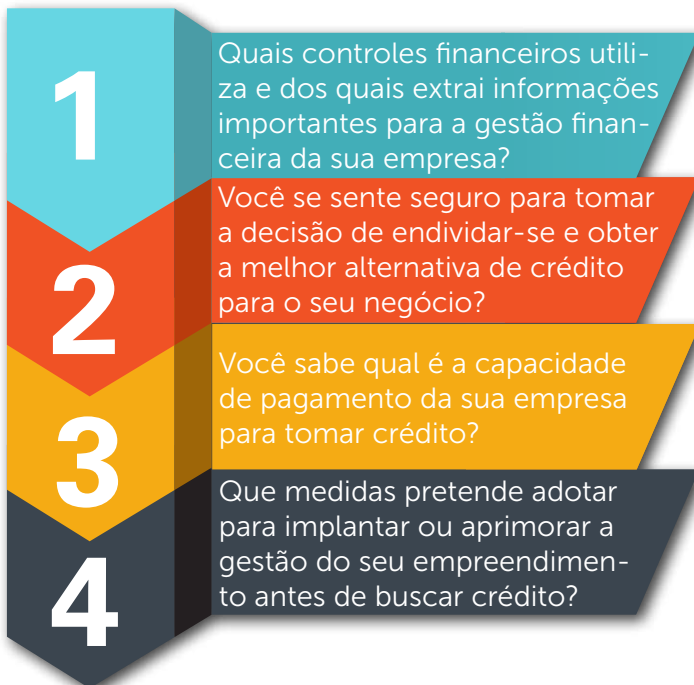 1
Quais controles financeiros utili-
za e dos quais extrai informações
importantes para a gestão finan-
ceira da sua empresa?
2
Você se sente seguro para tomar
a decisão de endividar-se e obter
a melhor alternativa de crédito
para o seu negócio?
3
Você sabe qual é a capacidade
de pagamento da sua empresa
para tomar crédito?
4
Que medidas pretende adotar
para implantar ou aprimorar a
gestão do seu empreendimen-
to antes de buscar crédito?